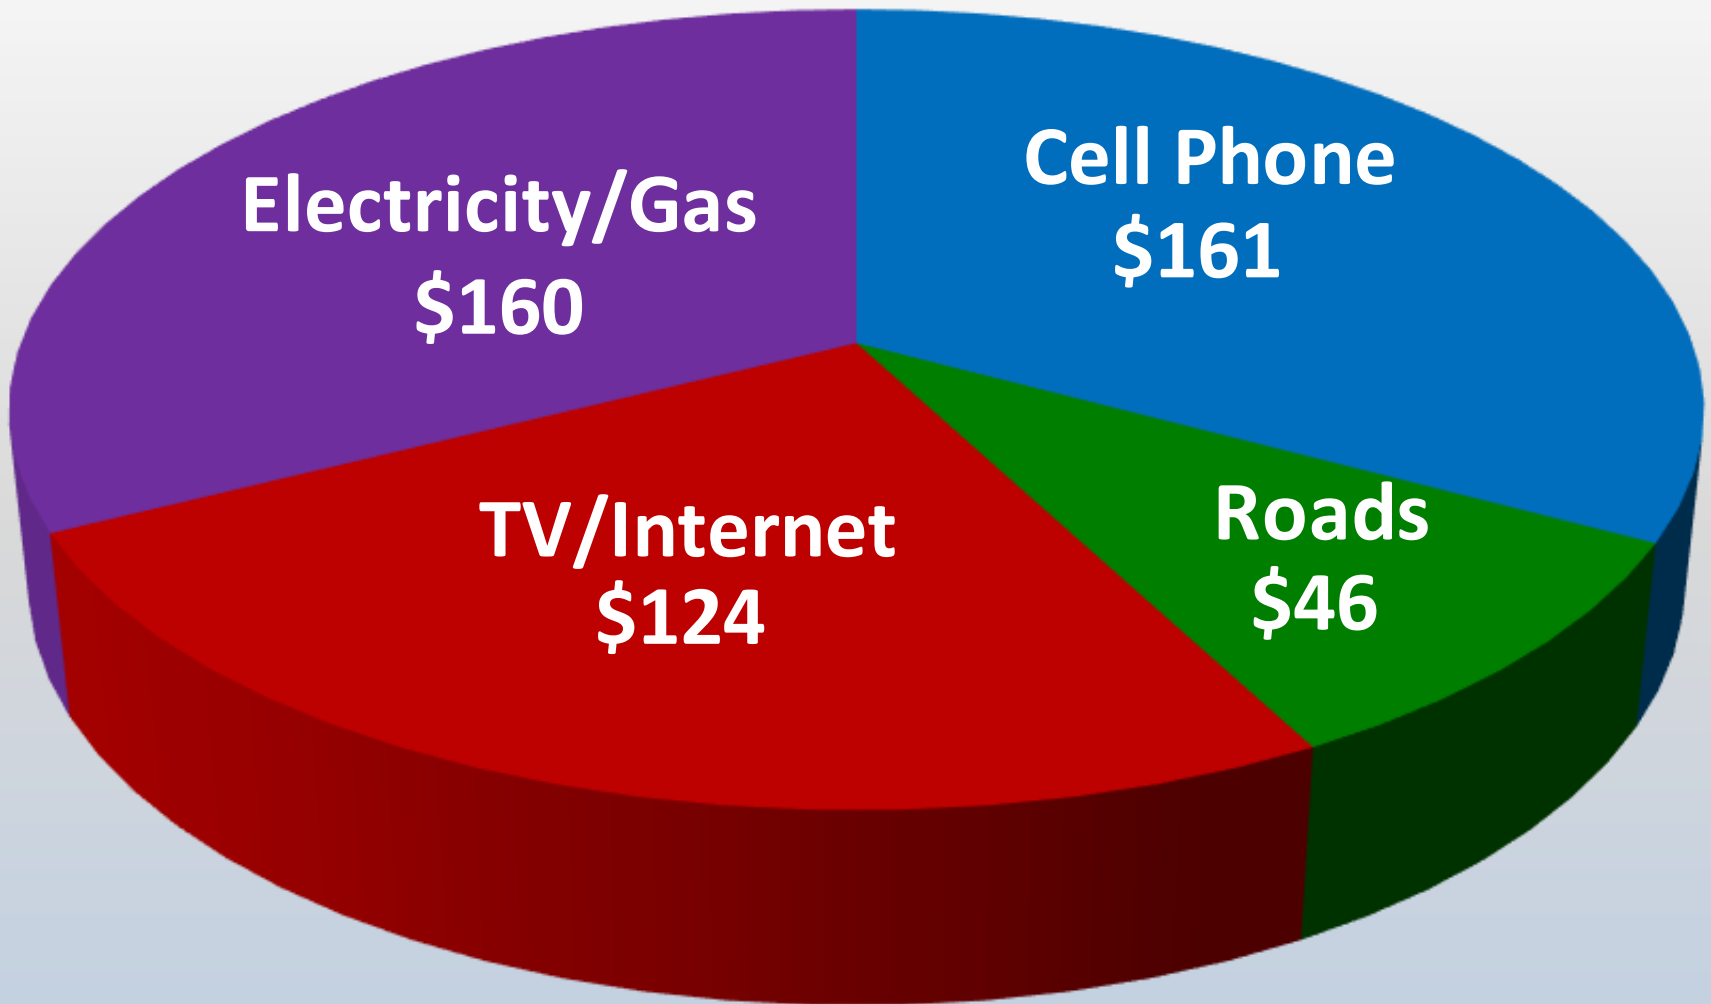 Electricity/Gas
$160
Cell Phone
$161
TV/Internet
$124
Roads
$46